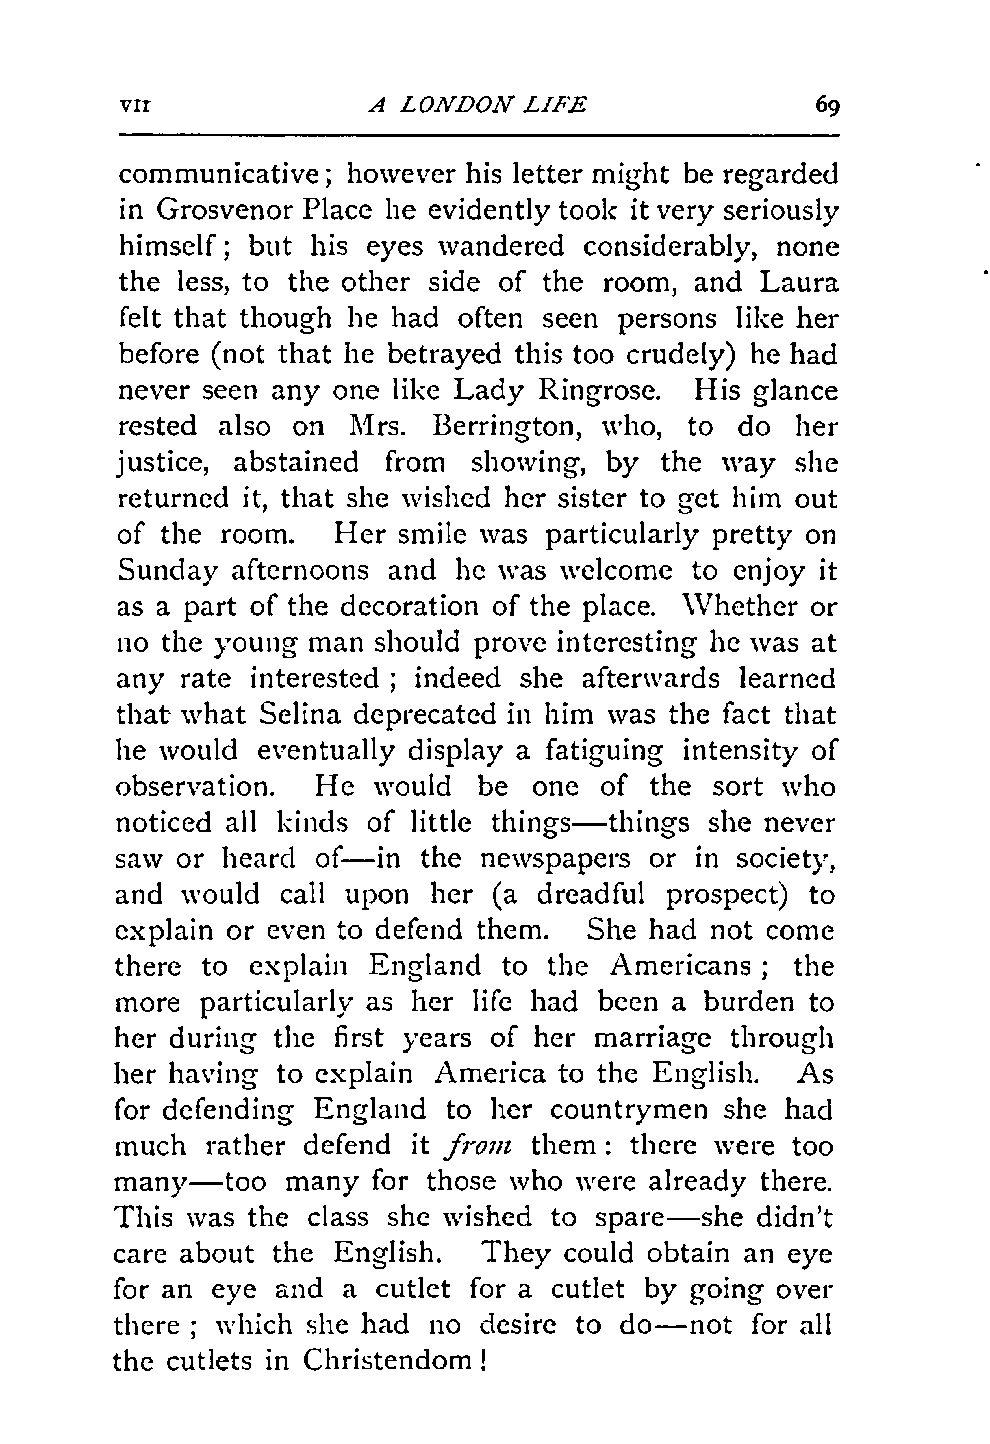 VII A LONDON LIFE 69
communicative; however his letter might be regarded
in Grosvenor Place he evidently took it very seriously
himself; but his eyes wandered considerably, none
the less, to the other side of the room, and Laura
felt that though he had often seen persons like her
before (not that he betrayed this too crudely) he had
never seen any one like Lady Ringrose. His glance
rested also on Mrs. Berrington, who, to do her
justice, abstained from showing, by the way she
returned it, that she wished her sister to get him out
of the room. Her smile was particularly pretty on
Sunday afternoons and he was welcome to enjoy it
as a part of the decoration of the place. Whether or
no the young man should prove interesting he was at
any rate interested ; indeed she afterwards learned
that what Selina deprecated in him was the fact that
he would eventually display a fatiguing intensity of
observation. He would be one of the sort who
noticed all kinds of little things—things she never
saw or heard of—in the newspapers or in society,
and would call upon her (a dreadful prospect) to
explain or even to defend them. She had not come
there to explain England to the Americans ; the
more particularly as her life had been a burden to
her during the first years of her marriage through
her having to explain America to the English. As
for defending England to her countrymen she had
much rather defend it from them : there were too
many—too many for those who were already there.
This was the class she wished to spare—she didn't
care about the English. They could obtain an eye
for an eye and a cutlet for a cutlet by going over
there ; which she had no desire to do—not for all
the cutlets in Christendom !